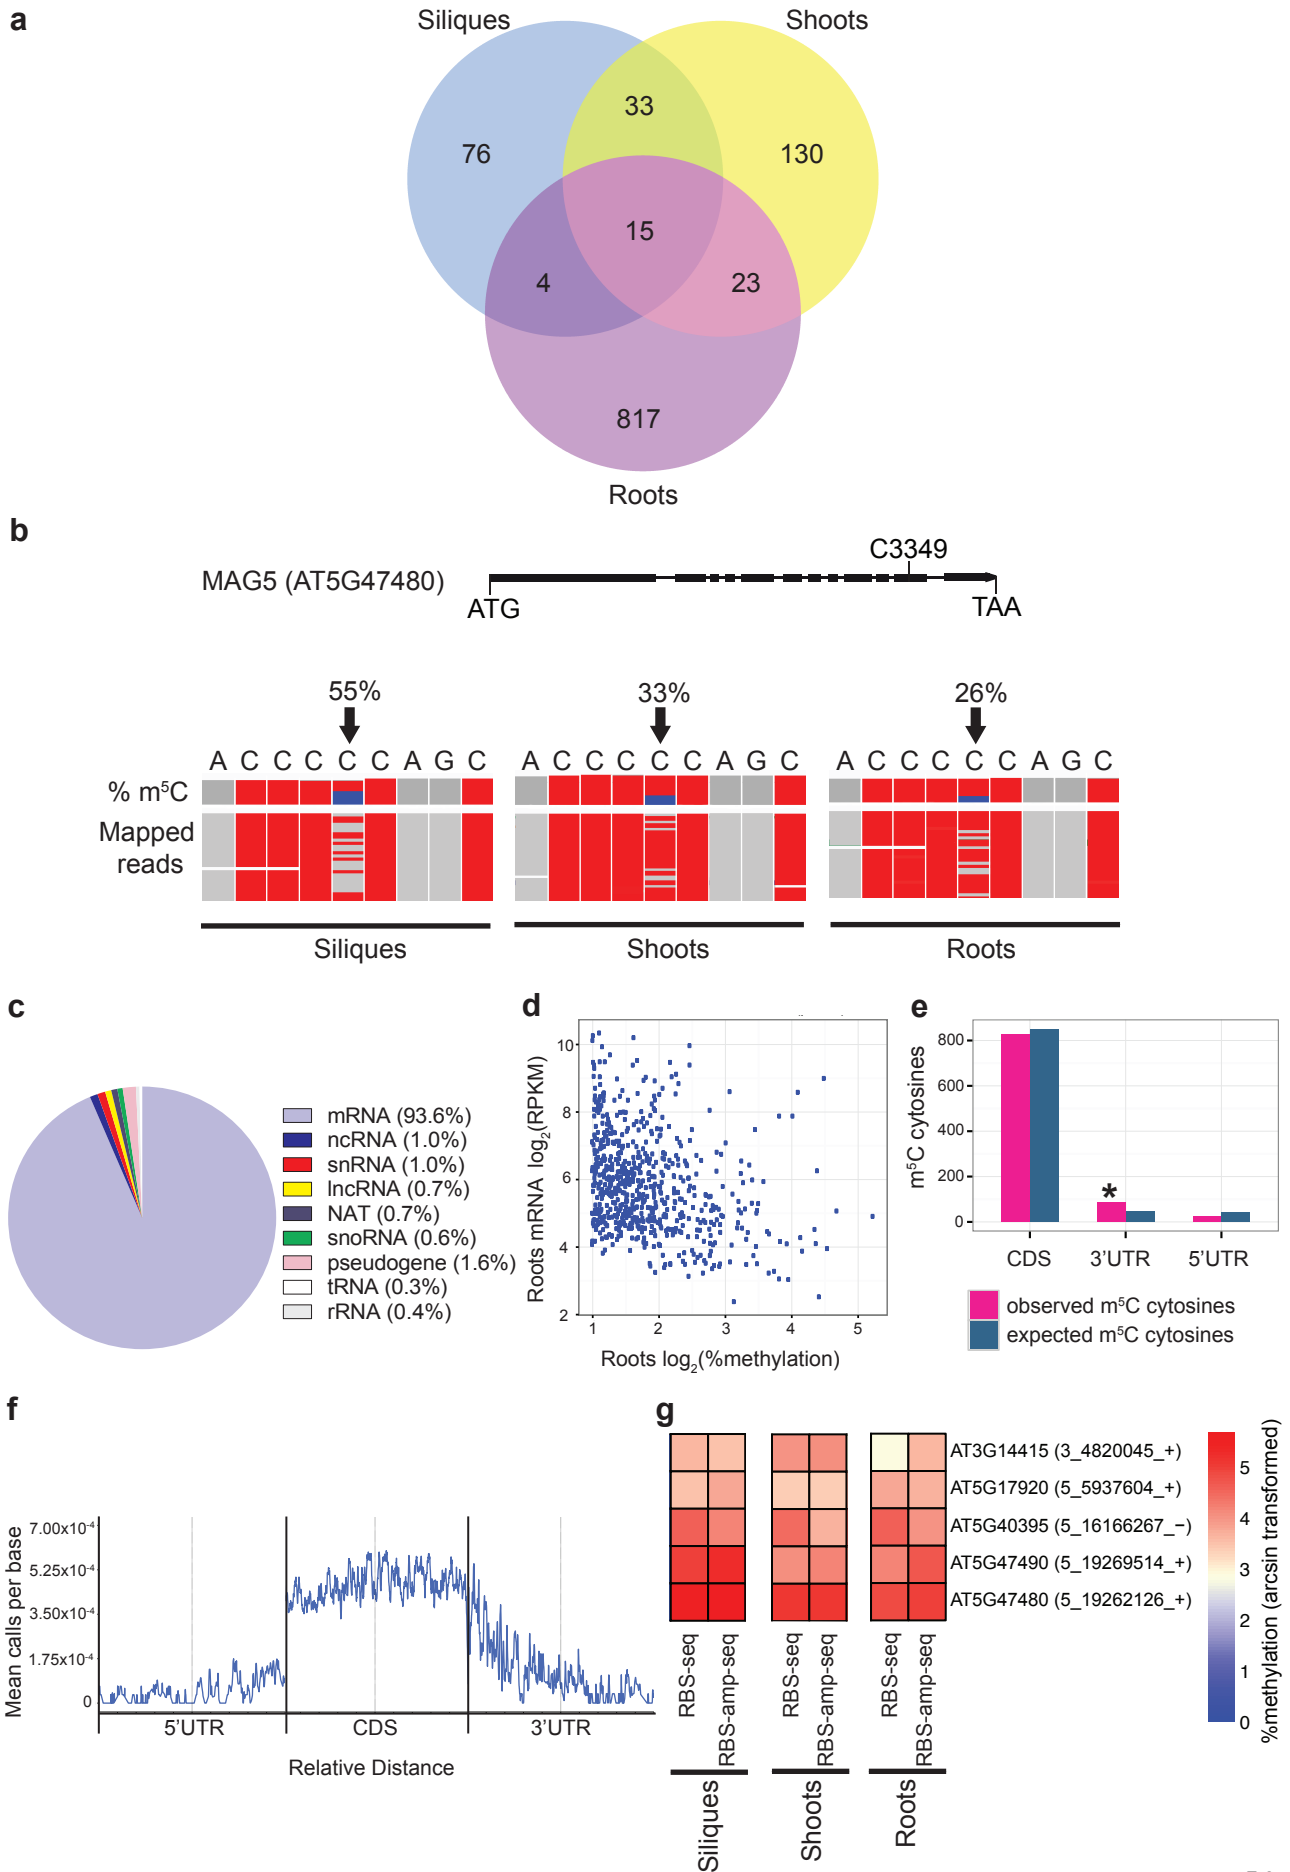 a
Siliques
Shoots
33
76
130
15
4
23
817
Roots
b
C3349
MAG5 (AT5G47480)
ATG
TAA
55%
33%
26%
A C C C C C A G C
A C C C C C A G C
A C C C C C A G C
% m⁵C
Mapped
reads
Siliques
Shoots
Roots
c
mRNA (93.6%)
ncRNA (1.0%)
snRNA (1.0%)
lncRNA (0.7%)
NAT (0.7%)
snoRNA (0.6%)
pseudogene (1.6%)
tRNA (0.3%)
rRNA (0.4%)
d
Roots mRNA log₂(RPKM)
10
8
6
4
2
1 2 3 4 5
Roots log₂(%methylation)
e
m⁵C cytosines
800
600
400
200
0
*
CDS
3'UTR
5'UTR
observed m⁵C cytosines
expected m⁵C cytosines
f
Mean calls per base
7.00x10⁻⁴
5.25x10⁻⁴
3.50x10⁻⁴
1.75x10⁻⁴
0
5'UTR
CDS
3'UTR
Relative Distance
g
AT3G14415 (3_4820045_+)
AT5G17920 (5_5937604_+)
AT5G40395 (5_16166267_−)
AT5G47490 (5_19269514_+)
AT5G47480 (5_19262126_+)
RBS-seq
RBS-amp-seq
RBS-seq
RBS-amp-seq
RBS-seq
RBS-amp-seq
Siliques
Shoots
Roots
5
4
3
2
1
0
%methylation (arcsin transformed)